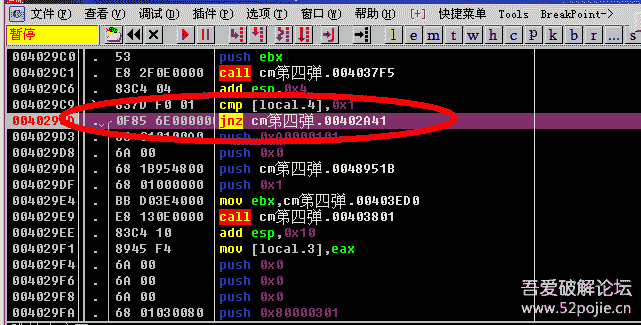 文件(F) 查看(V) 调试(D) 插件(P) 选项(T) 窗口(W) 帮助(H) [+] 快捷菜单 Tools BreakPoint->
暂停 l e m t w h c P k b
004029C0 . 53 push ebx
004029C1 . E8 2F0E0000 call cm第四弹.004037F5
004029C6 . 83C4 04 add esp,0x4
004029C9 . 837D F0 01 cmp [local.4],0x1
004029CD . 0F85 6E000000 jnz cm第四弹.00402A41
push 0xA0000101
004029D8 . 6A 00 push 0x0
004029DA . 68 1B954800 push cm第四弹.0048951B
004029DF . 68 01000000 push 0x1
004029E4 . BB D03E4000 mov ebx,cm第四弹.00403ED0
004029E9 . E8 130E0000 call cm第四弹.00403801
004029EE . 83C4 10 add esp,0x10
004029F1 . 8945 F4 mov [local.3],eax
004029F4 . 6A 00 push 0x0
004029F6 . 6A 00 push 0x0
004029F8 . 6A 00 push 0x0
004029FA . 68 01030080 push 0x80000301
吾爱破解论坛
www.52pojie.cn